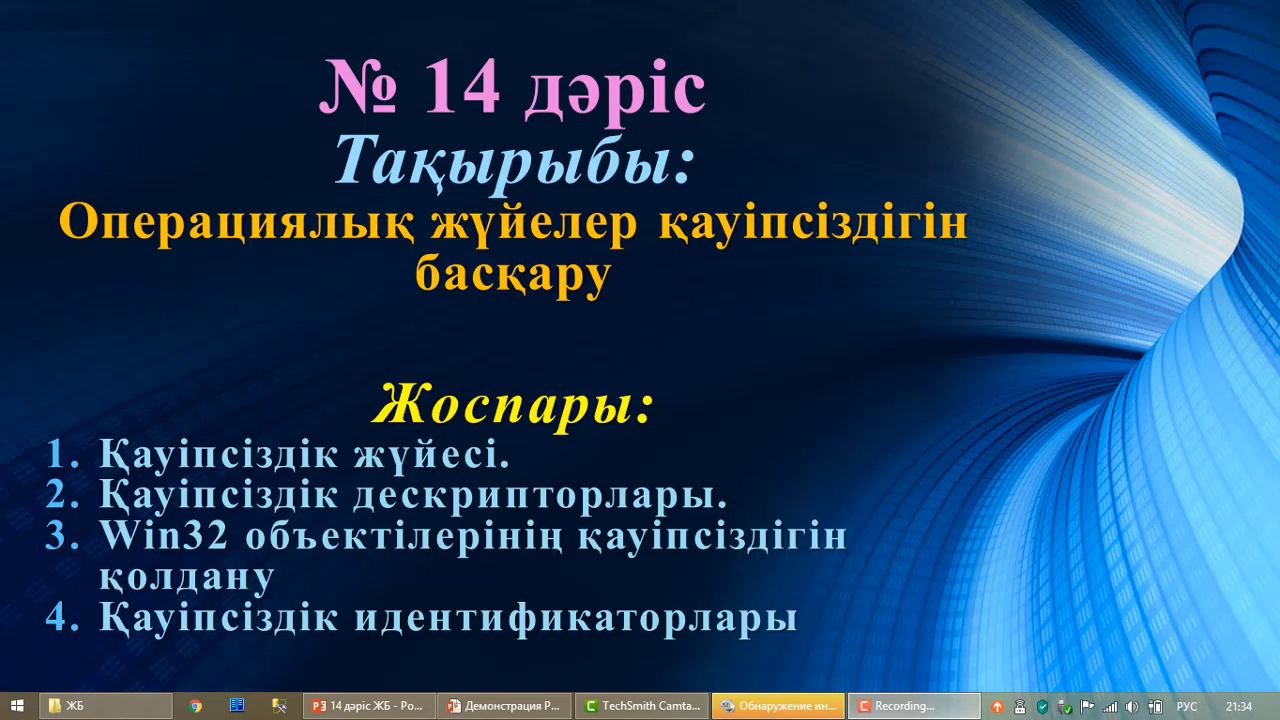 № 14 дәріс
Тақырыбы:
Операциялық жүйелер қауіпсіздігін
басқару
Жоспары:
1. Қауіпсіздік жүйесі.
2. Қауіпсіздік дескрипторлары.
3. Win32 объектілерінің қауіпсіздігін
қолдану
4. Қауіпсіздік идентификаторлары
ЖБ
14 дәріс ЖБ - Po...
Демонстрация P...
TechSmith Camta...
Обнаружение ин...
Recording...
РУС
21:34